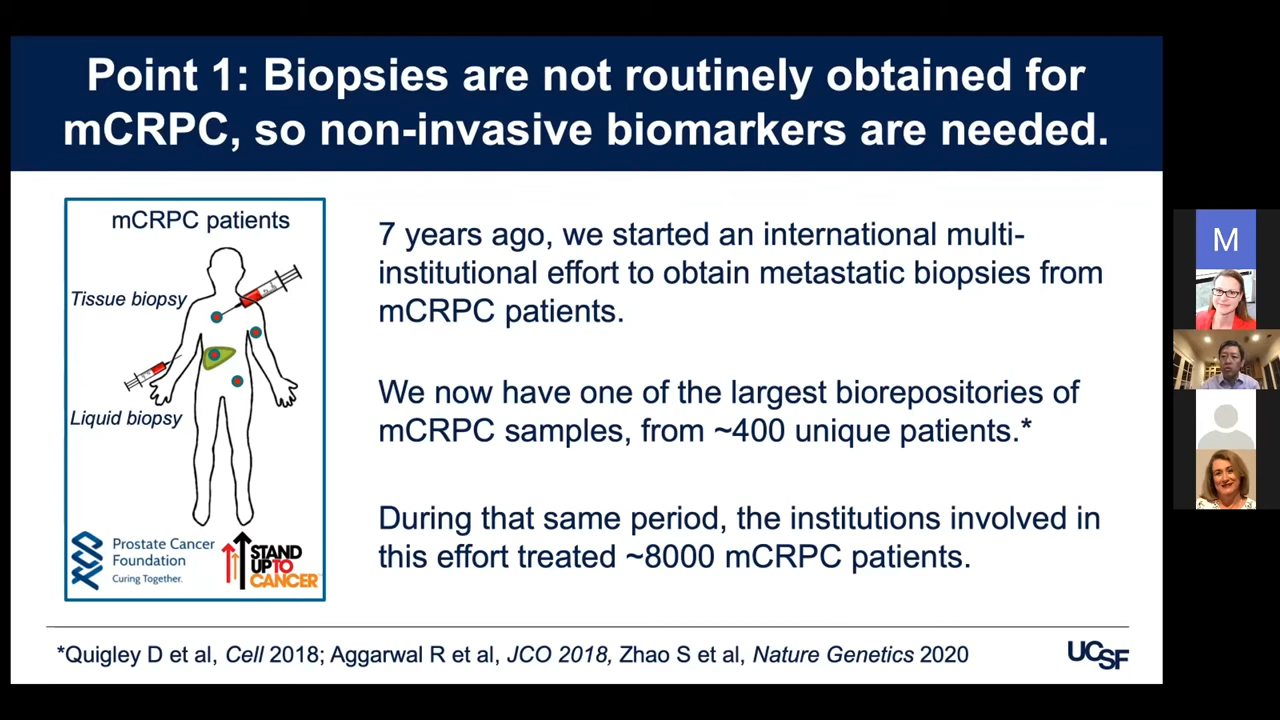 Point 1: Biopsies are not routinely obtained for
mCRPC, so non-invasive biomarkers are needed.
mCRPC patients
Tissue biopsy
Liquid biopsy
Prostate Cancer
Foundation
Curing Together.
STAND
UP TO
CANCER
7 years ago, we started an international multi-
institutional effort to obtain metastatic biopsies from
mCRPC patients.
We now have one of the largest biorepositories of
mCRPC samples, from ~400 unique patients.*
During that same period, the institutions involved in
this effort treated ~8000 mCRPC patients.
*Quigley D et al, Cell 2018; Aggarwal R et al, JCO 2018, Zhao S et al, Nature Genetics 2020
UCSF
M